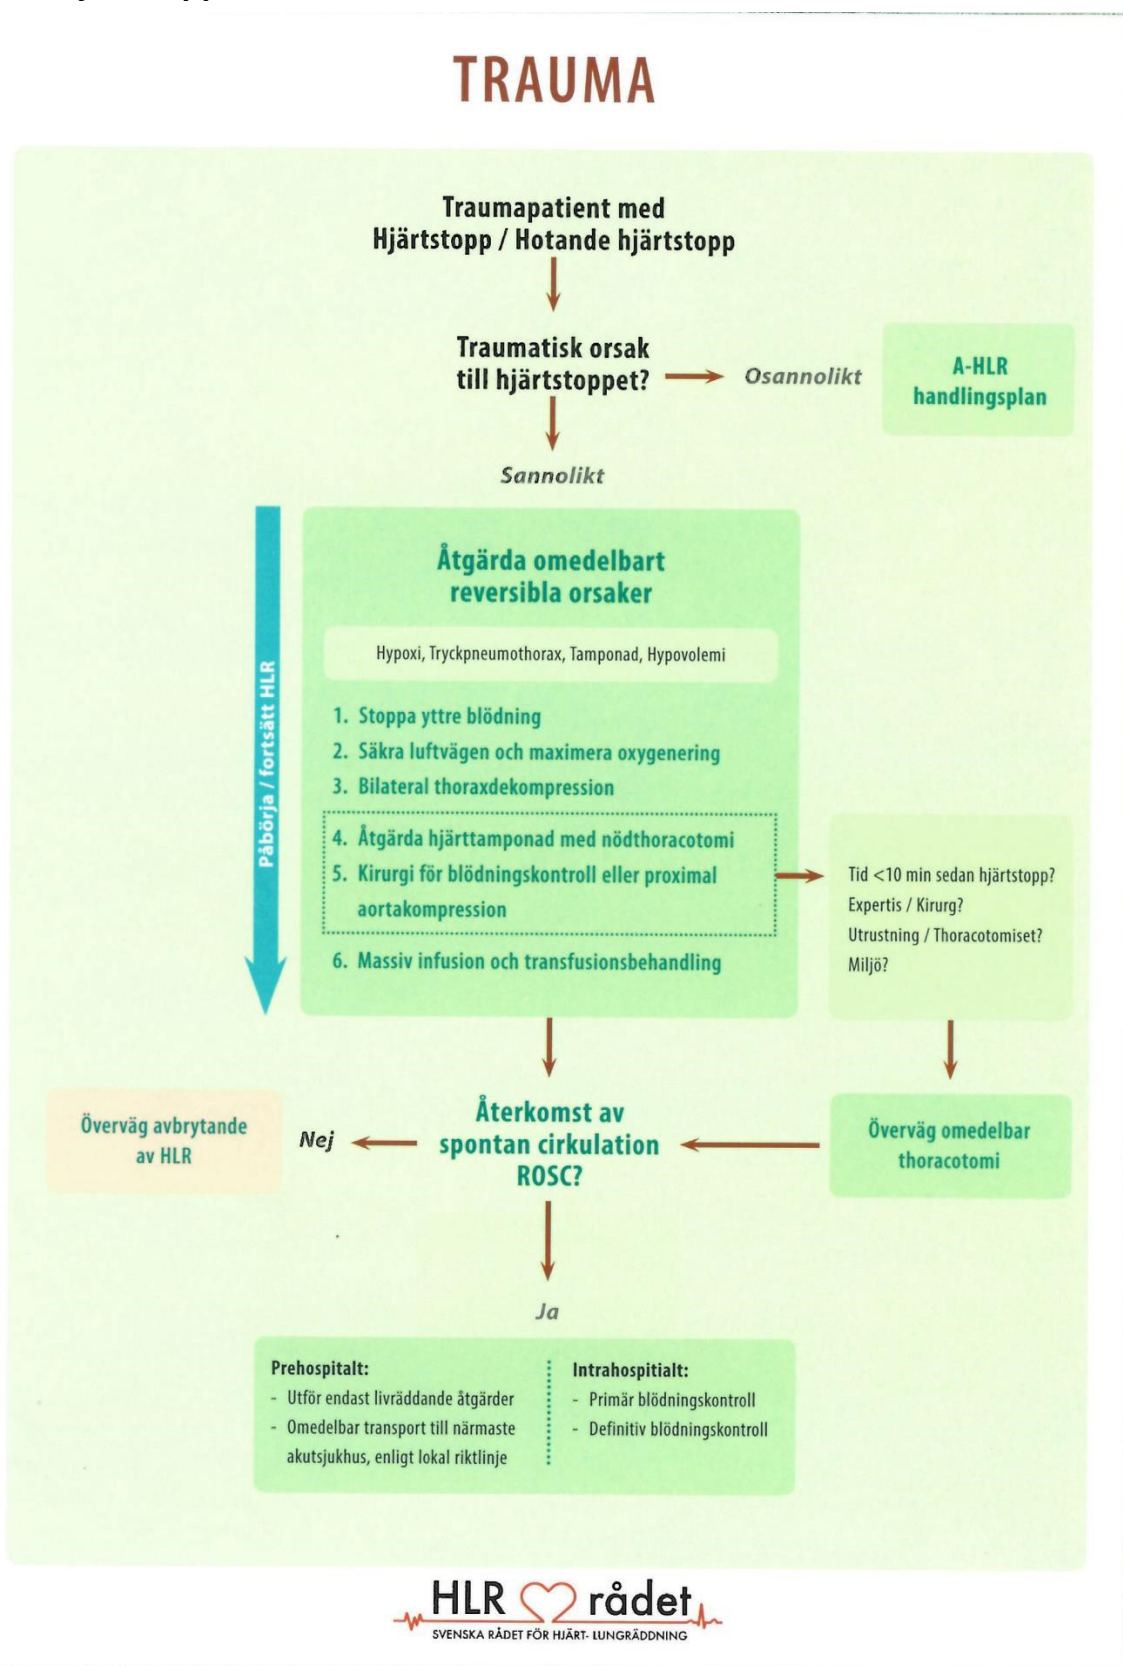 TRAUMA
Traumapatient med
Hjärtstopp / Hotande hjärtstopp
Traumatisk orsak
till hjärtstoppet?
Osannolikt
A-HLR
handlingsplan
Sannolikt
Påbörja / fortsätt HLR
Åtgärda omedelbart
reversibla orsaker
Hypoxi, Tryckpneumothorax, Tamponad, Hypovolemi
1. Stoppa yttre blödning
2. Säkra luftvägen och maximera oxygenering
3. Bilateral thoraxdekompression
4. Åtgärda hjärttamponad med nödthoracotomi
5. Kirurgi för blödningskontroll eller proximal
aortakompression
6. Massiv infusion och transfusionsbehandling
Tid <10 min sedan hjärtstopp?
Expertis / Kirurg?
Utrustning / Thoracotomiset?
Miljö?
Överväg avbrytande
av HLR
Nej
Återkomst av
spontan cirkulation
ROSC?
Överväg omedelbar
thoracotomi
Ja
Prehospitalt:
- Utför endast livräddande åtgärder
- Omedelbar transport till närmaste
akutsjukhus, enligt lokal riktlinje
Intrahospitialt:
- Primär blödningskontroll
- Definitiv blödningskontroll
HLR rådet
SVENSKA RÅDET FÖR HJÄRT- LUNGRÄDDNING